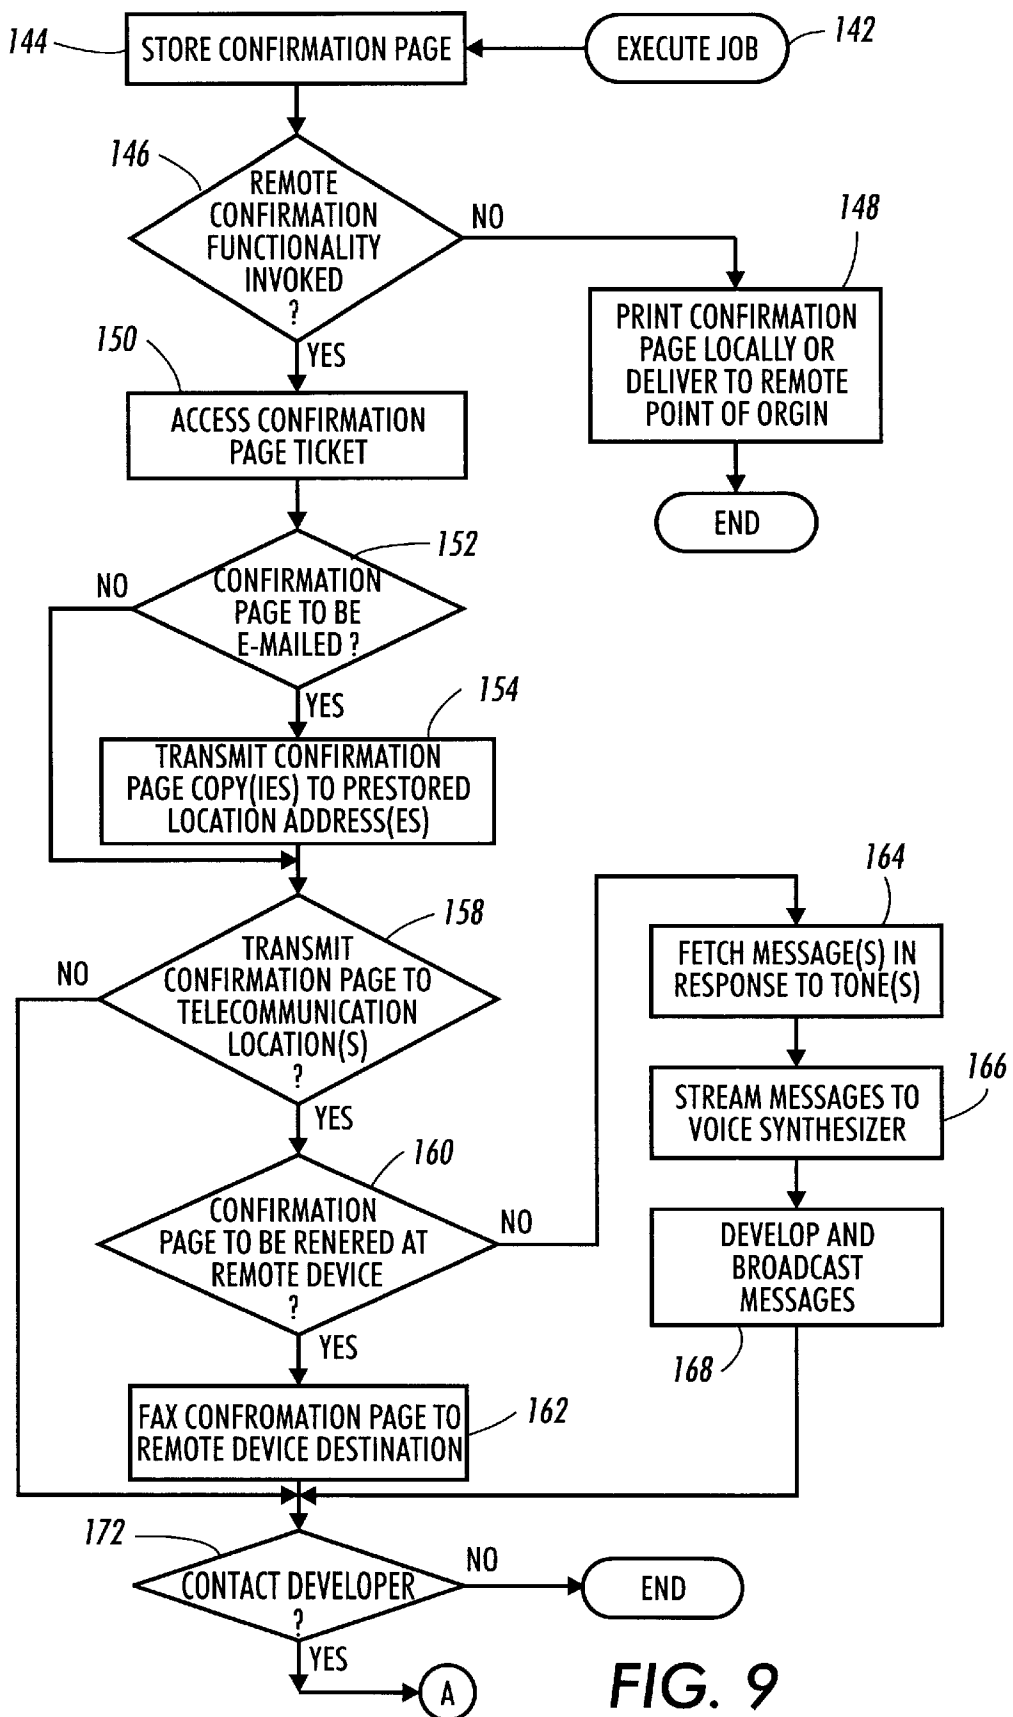 144
STORE CONFIRMATION PAGE
EXECUTE JOB
142
146
REMOTE
CONFIRMATION
FUNCTIONALITY
INVOKED
?
NO
148
YES
PRINT CONFIRMATION
PAGE LOCALLY OR
DELIVER TO REMOTE
POINT OF ORGIN
END
150
ACCESS CONFIRMATION
PAGE TICKET
152
CONFIRMATION
PAGE TO BE
E-MAILED ?
NO
YES
154
TRANSMIT CONFIRMATION
PAGE COPY(IES) TO PRESTORED
LOCATION ADDRESS(ES)
158
TRANSMIT
CONFIRMATION PAGE TO
TELECOMMUNICATION
LOCATION(S)
?
NO
YES
160
CONFIRMATION
PAGE TO BE RENERED AT
REMOTE DEVICE
?
NO
YES
164
FETCH MESSAGE(S) IN
RESPONSE TO TONE(S)
166
STREAM MESSAGES TO
VOICE SYNTHESIZER
DEVELOP AND
BROADCAST
MESSAGES
168
FAX CONFROMATION PAGE TO
REMOTE DEVICE DESTINATION
162
172
CONTACT DEVELOPER
?
NO
END
YES
A
FIG. 9